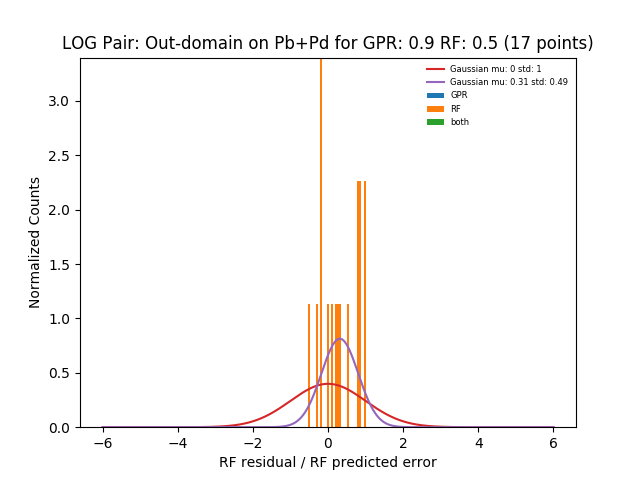 LOG Pair: Out-domain on Pb+Pd for GPR: 0.9 RF: 0.5 (17 points)
Gaussian mu: 0 std: 1
Gaussian mu: 0.31 std: 0.49
GPR
RF
both
Normalized Counts
3.0
2.5
2.0
1.5
1.0
0.5
0.0
−6 −4 −2 0 2 4 6
RF residual / RF predicted error